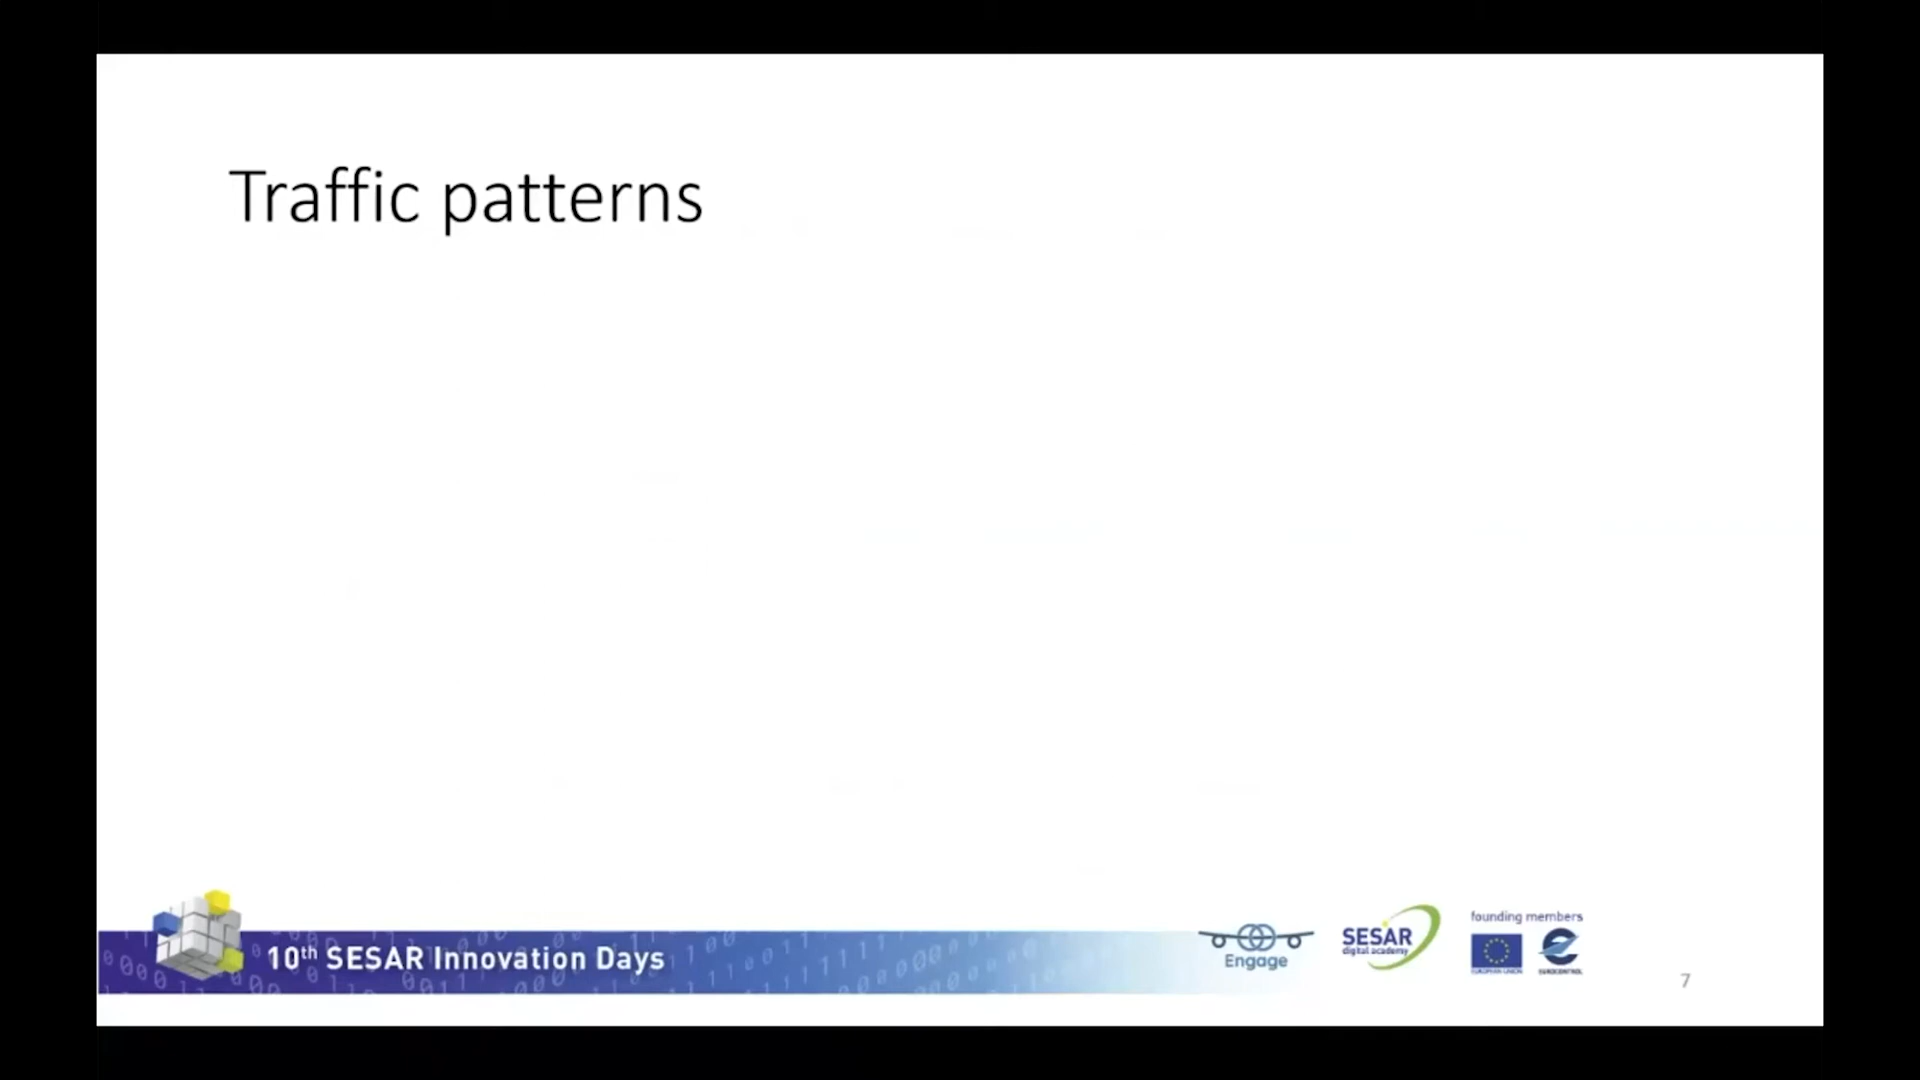 Traffic patterns
10th SESAR Innovation Days
Engage
SESAR
digital academy
founding members
EUROPEAN UNION
EUROCONTROL
7